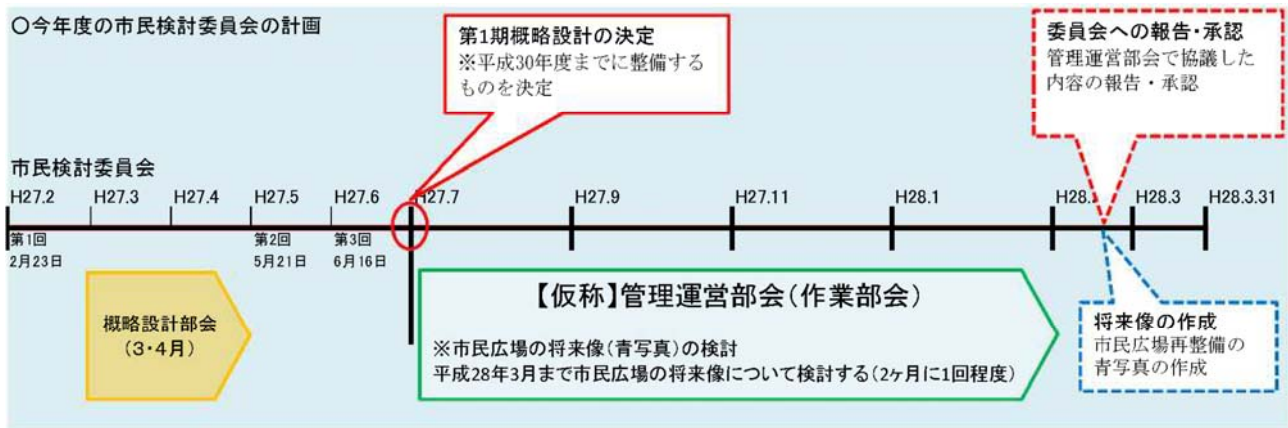 ○今年度の市民検討委員会の計画
第1期概略設計の決定
※平成30年度までに整備する
ものを決定
委員会への報告・承認
管理運営部会で協議した
内容の報告・承認
市民検討委員会
H27.2
H27.3
H27.4
H27.5
H27.6
H27.7
H27.9
H27.11
H28.1
H28.
H28.3
H28.3.31
第1回
2月23日
第2回
5月21日
第3回
6月16日
概略設計部会
(3・4月)
【仮称】管理運営部会(作業部会)
※市民広場の将来像(青写真)の検討
平成28年3月まで市民広場の将来像について検討する(2ヶ月に1回程度)
将来像の作成
市民広場再整備の
青写真の作成